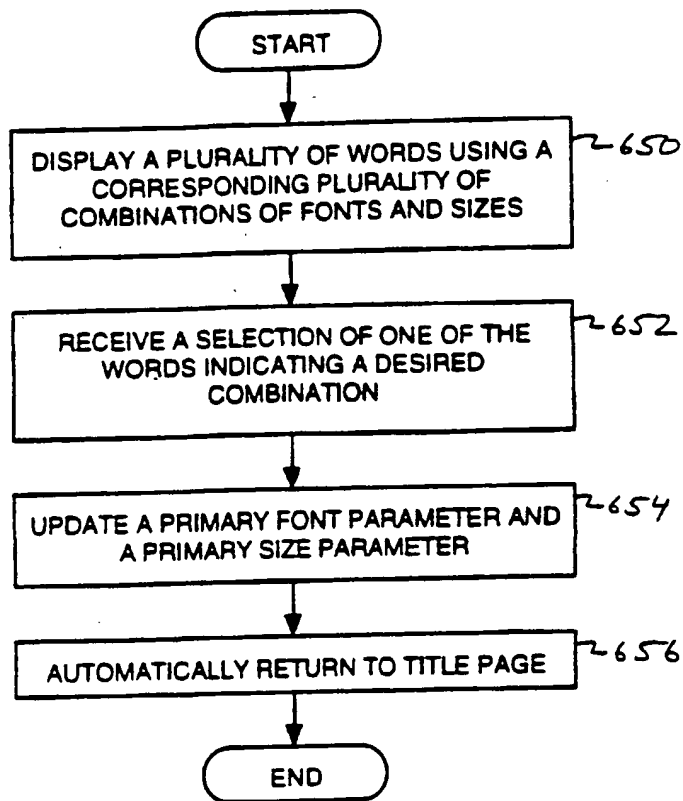 START
DISPLAY A PLURALITY OF WORDS USING A
CORRESPONDING PLURALITY OF
COMBINATIONS OF FONTS AND SIZES
650
RECEIVE A SELECTION OF ONE OF THE
WORDS INDICATING A DESIRED
COMBINATION
652
UPDATE A PRIMARY FONT PARAMETER AND
A PRIMARY SIZE PARAMETER
654
AUTOMATICALLY RETURN TO TITLE PAGE
656
END